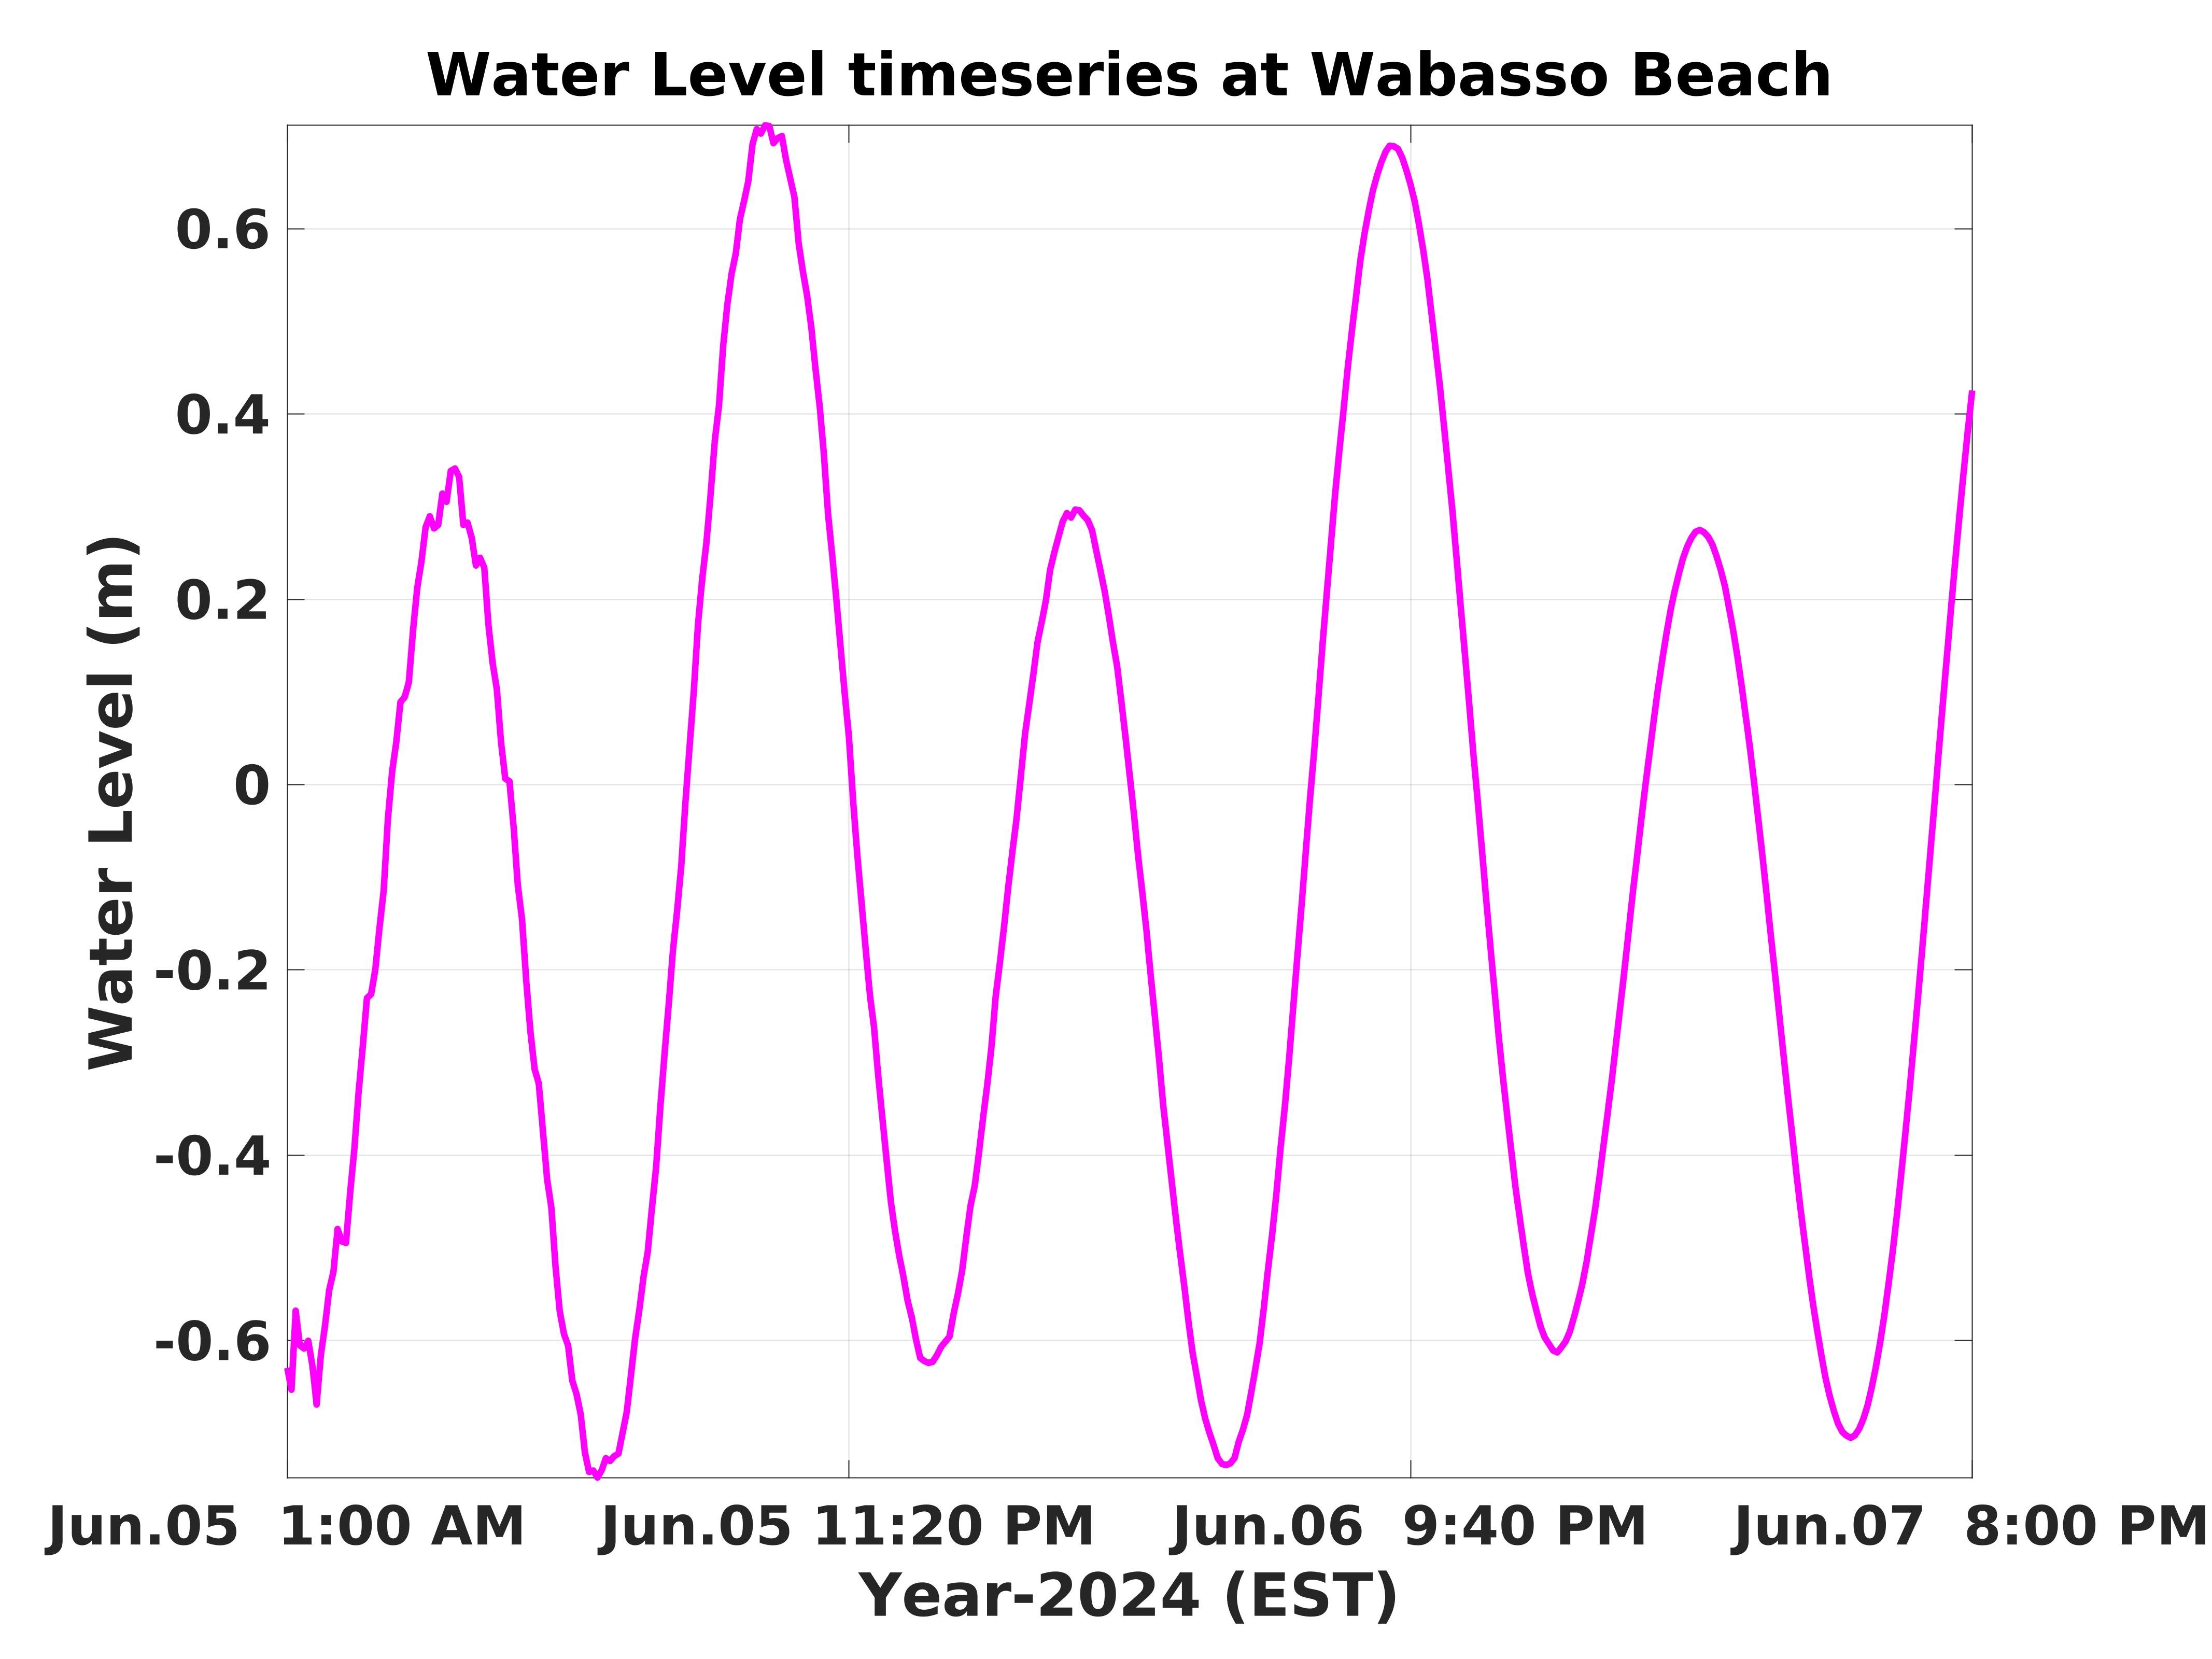 Water Level timeseries at Wabasso Beach
Water Level (m)
0.6
0.4
0.2
0
-0.2
-0.4
-0.6
Jun.05 1:00 AM
Jun.05 11:20 PM
Jun.06 9:40 PM
Jun.07 8:00 PM
Year-2024 (EST)